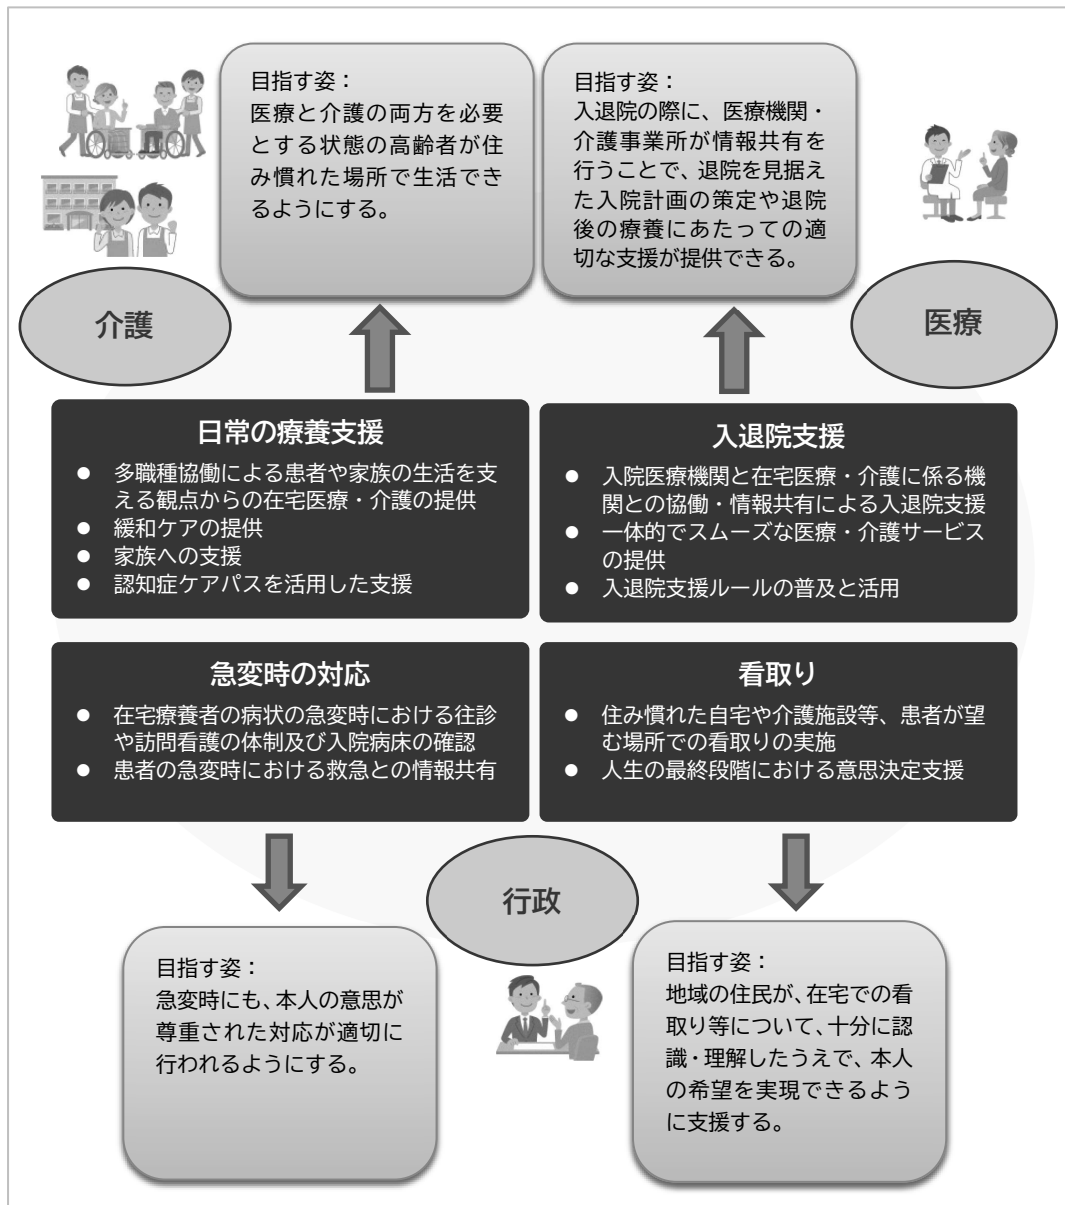 目指す姿：
医療と介護の両方を必要
とする状態の高齢者が住
み慣れた場所で生活でき
るようにする。
目指す姿：
入退院の際に、医療機関・
介護事業所が情報共有を
行うことで、退院を見据え
た入院計画の策定や退院
後の療養にあたっての適
切な支援が提供できる。
介護
医療
日常の療養支援
● 多職種協働による患者や家族の生活を支
える観点からの在宅医療・介護の提供
● 緩和ケアの提供
● 家族への支援
● 認知症ケアパスを活用した支援
入退院支援
● 入院医療機関と在宅医療・介護に係る機
関との協働・情報共有による入退院支援
● 一体的でスムーズな医療・介護サービス
の提供
● 入退院支援ルールの普及と活用
急変時の対応
● 在宅療養者の病状の急変時における往診
や訪問看護の体制及び入院病床の確認
● 患者の急変時における救急との情報共有
看取り
● 住み慣れた自宅や介護施設等、患者が望
む場所での看取りの実施
● 人生の最終段階における意思決定支援
行政
目指す姿：
急変時にも、本人の意思が
尊重された対応が適切に
行われるようにする。
目指す姿：
地域の住民が、在宅での看
取り等について、十分に認
識・理解したうえで、本人
の希望を実現できるよう
に支援する。